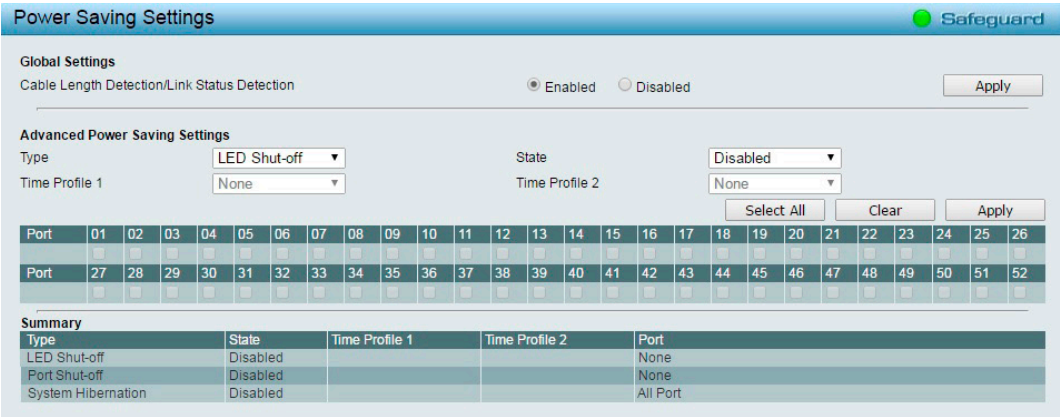 Power Saving Settings Safeguard
Global Settings
Cable Length Detection/Link Status Detection Enabled Disabled Apply
Advanced Power Saving Settings
Type LED Shut-off State Disabled
Time Profile 1 None Time Profile 2 None
Select All Clear Apply
Port 01 02 03 04 05 06 07 08 09 10 11 12 13 14 15 16 17 18 19 20 21 22 23 24 25 26
Port 27 28 29 30 31 32 33 34 35 36 37 38 39 40 41 42 43 44 45 46 47 48 49 50 51 52
Summary
Type State Time Profile 1 Time Profile 2 Port
LED Shut-off Disabled None
Port Shut-off Disabled None
System Hibernation Disabled All Port